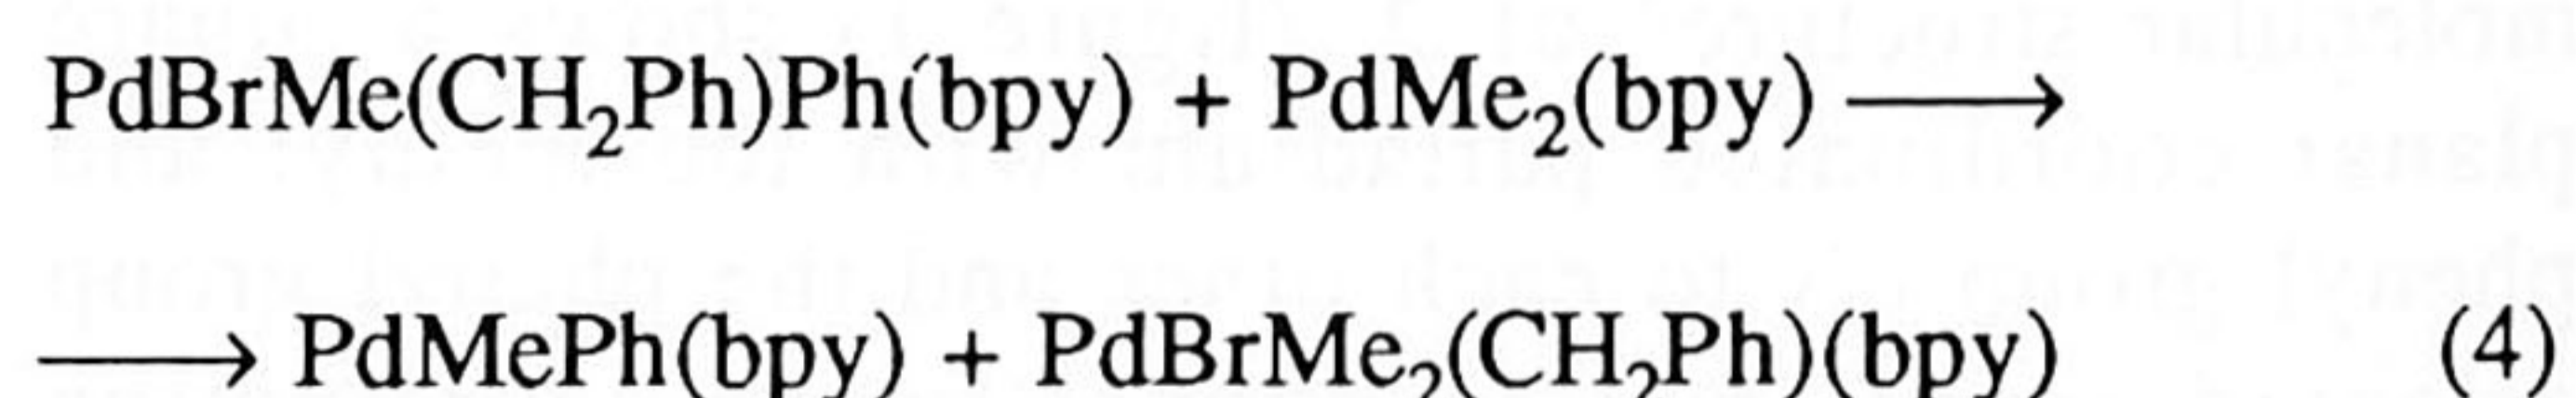 PdBrMe(CH₂Ph)Ph(bpy) + PdMe₂(bpy) ⟶
⟶ PdMePh(bpy) + PdBrMe₂(CH₂Ph)(bpy) (4)